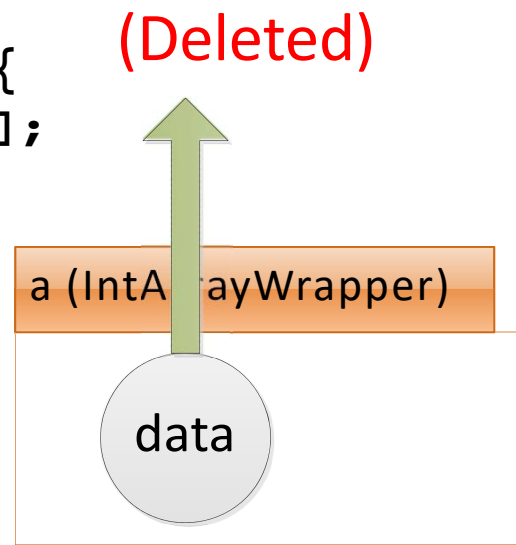 (Deleted)
{
];
a (IntArrayWrapper)
data